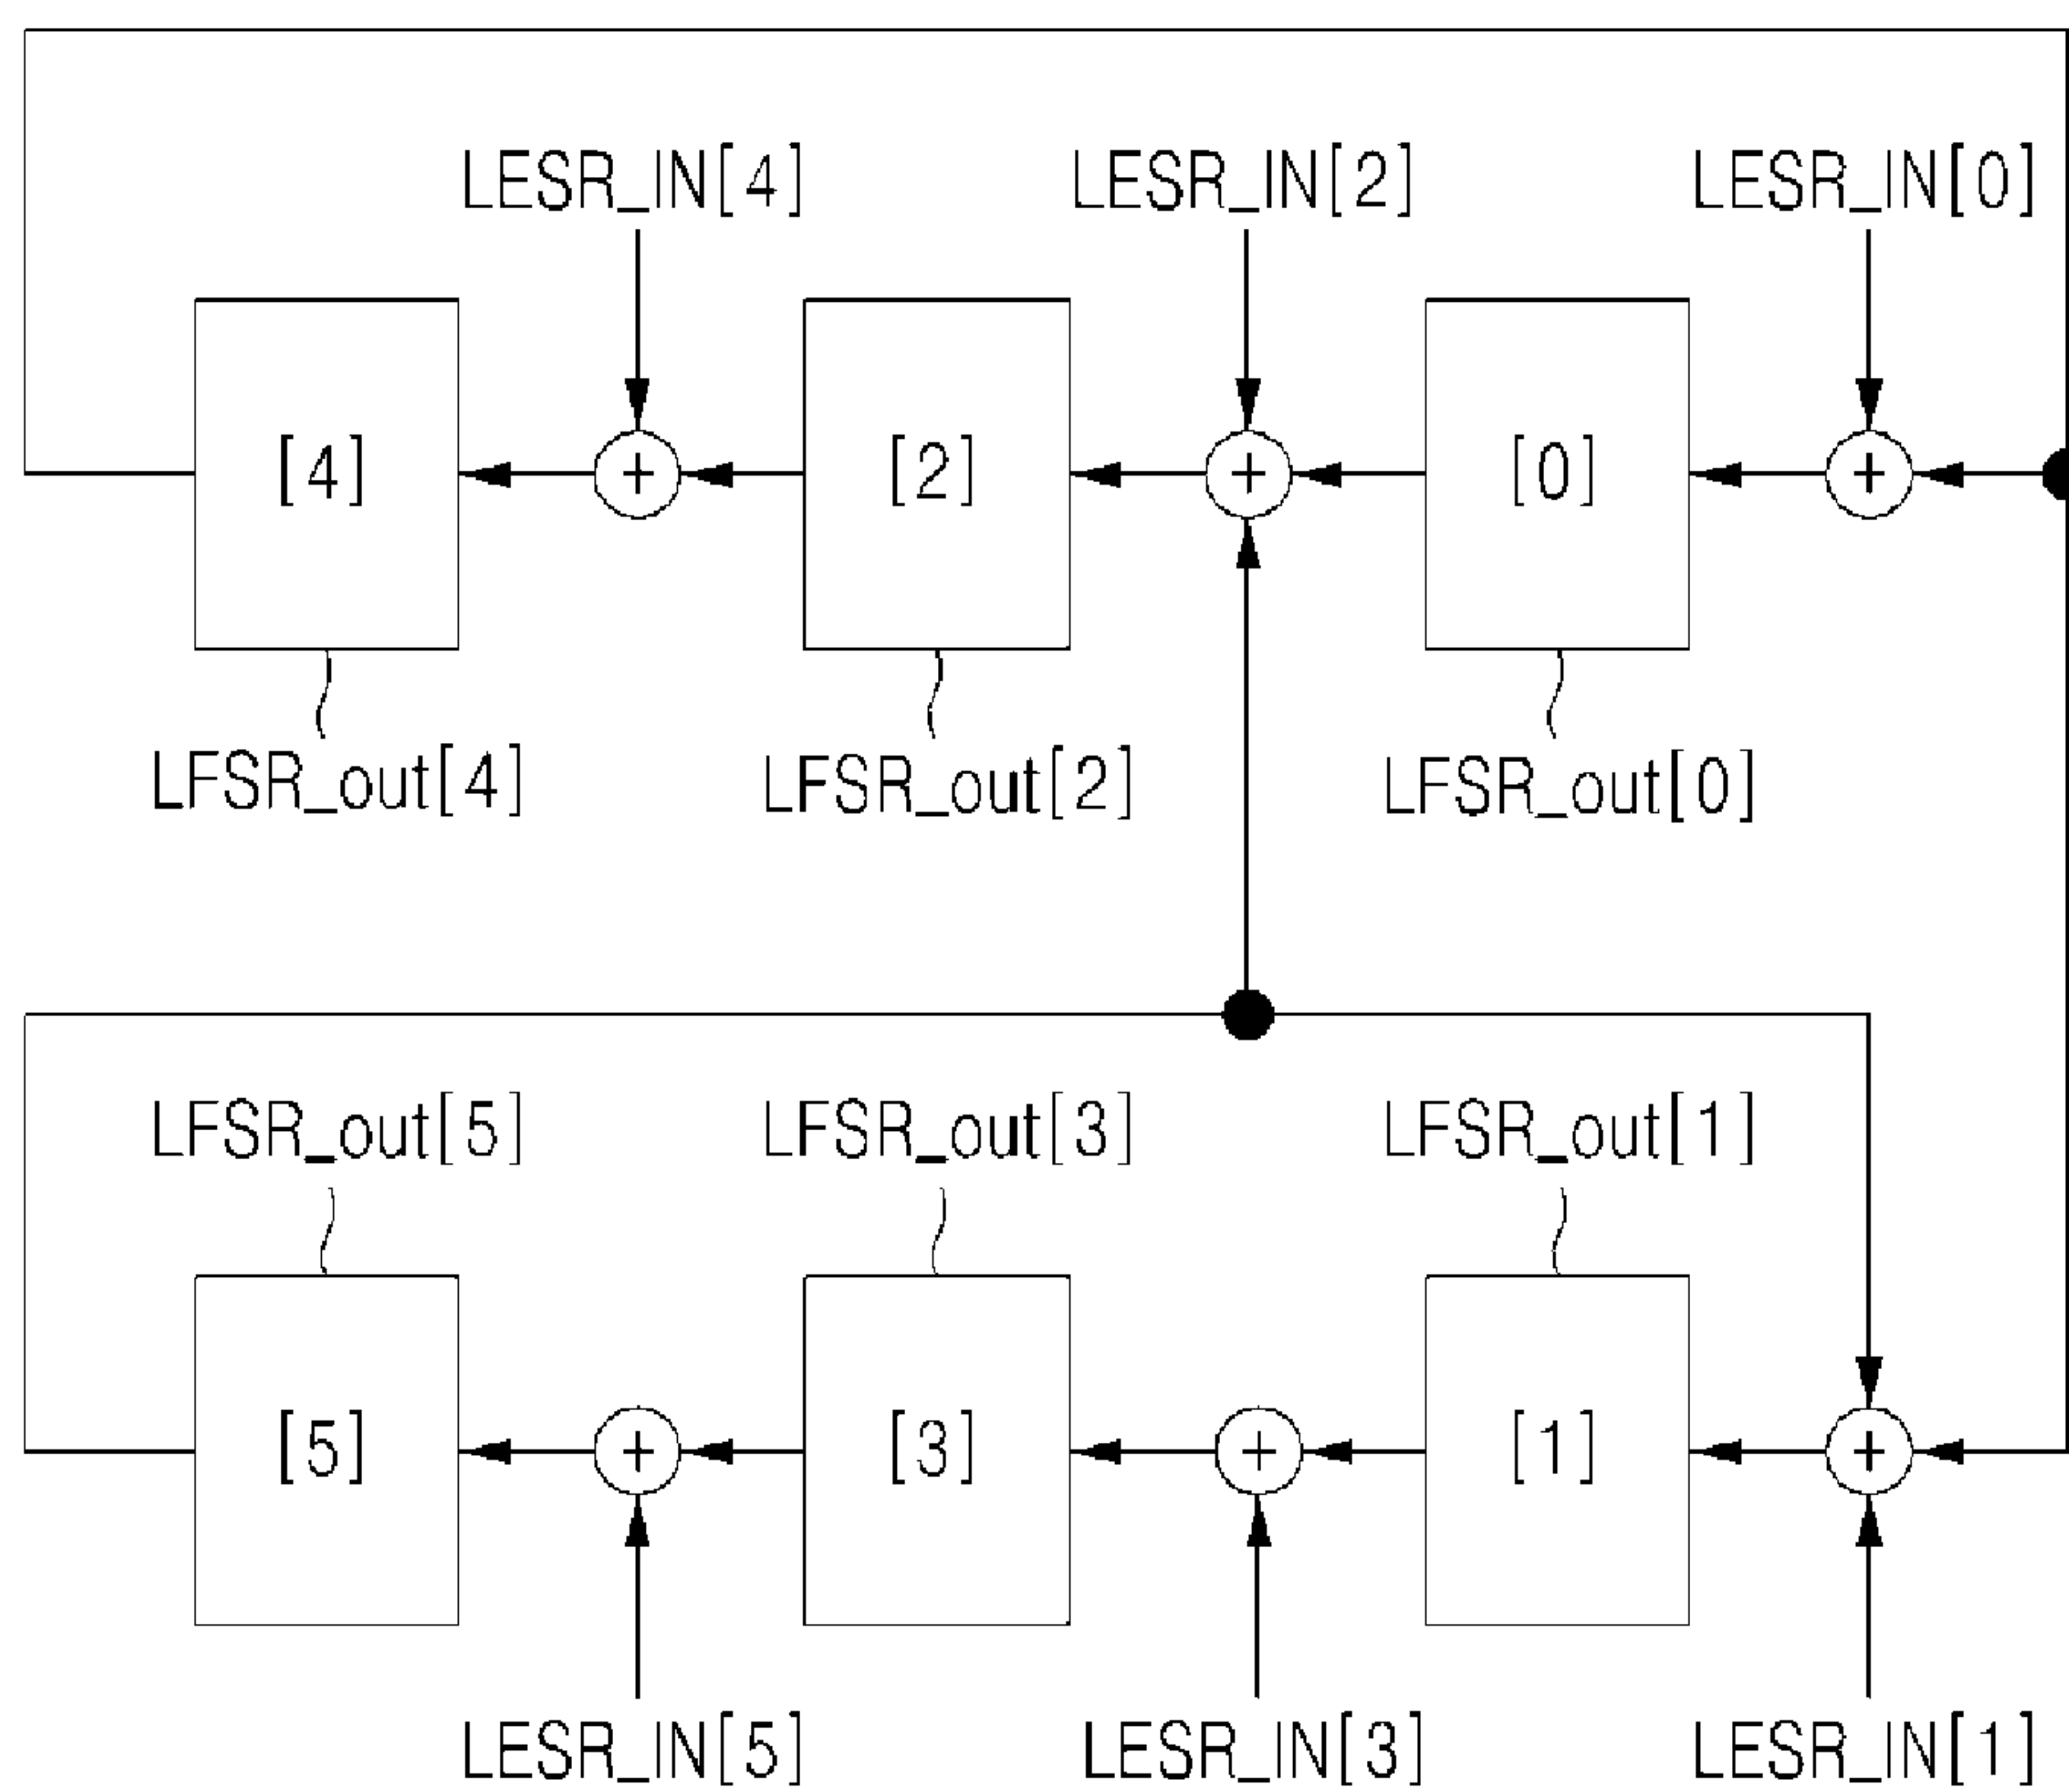 LESR_IN[4] LESR_IN[2] LESR_IN[0]
[4] + [2] + [0] +
LFSR_out[4] LFSR_out[2] LFSR_out[0]
LFSR_out[5] LFSR_out[3] LFSR_out[1]
[5] + [3] + [1] +
LESR_IN[5] LESR_IN[3] LESR_IN[1]